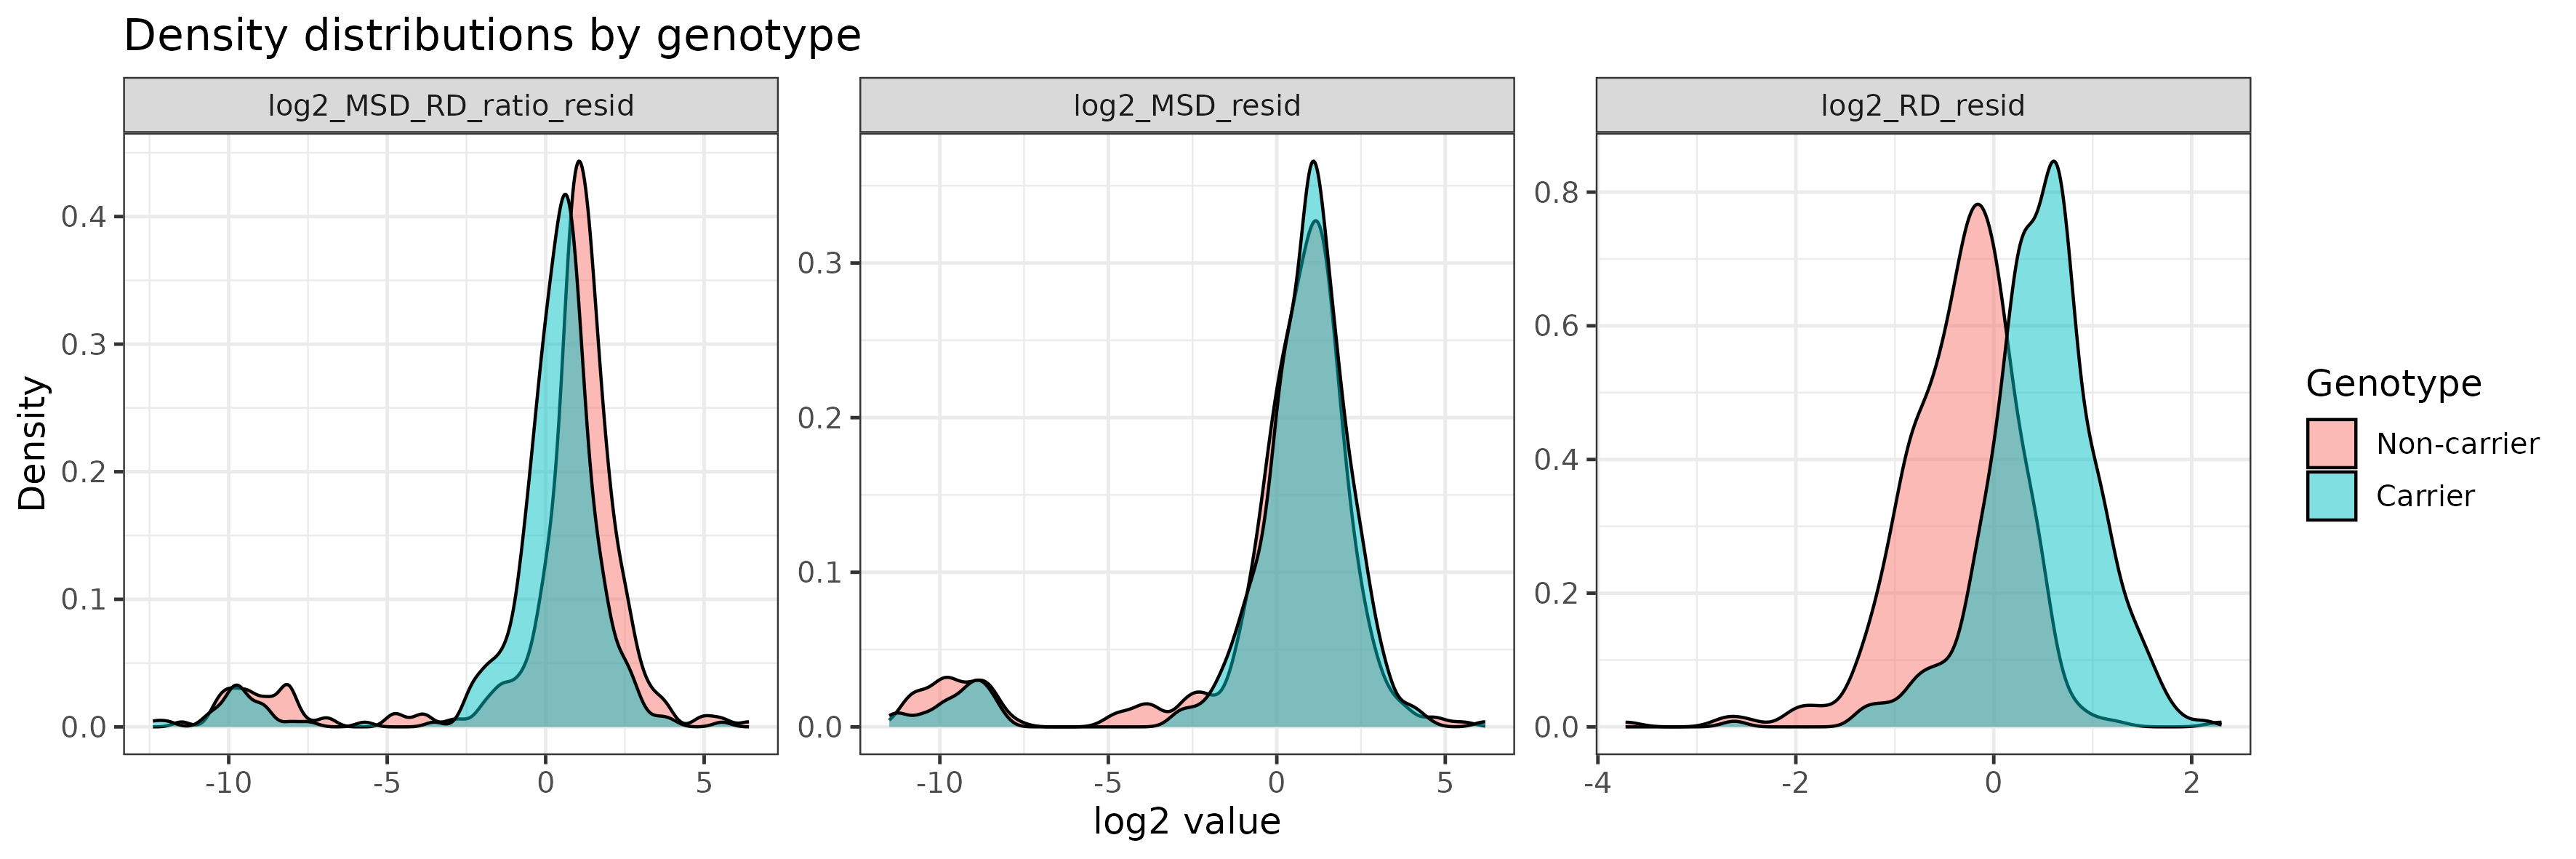 Density distributions by genotype
log2_MSD_RD_ratio_resid
log2_MSD_resid
log2_RD_resid
Density
0.4
0.3
0.2
0.1
0.0
-10 -5 0 5
0.3
0.2
0.1
0.0
-10 -5 0 5
0.8
0.6
0.4
0.2
0.0
-4 -2 0 2
log2 value
Genotype
Non-carrier
Carrier